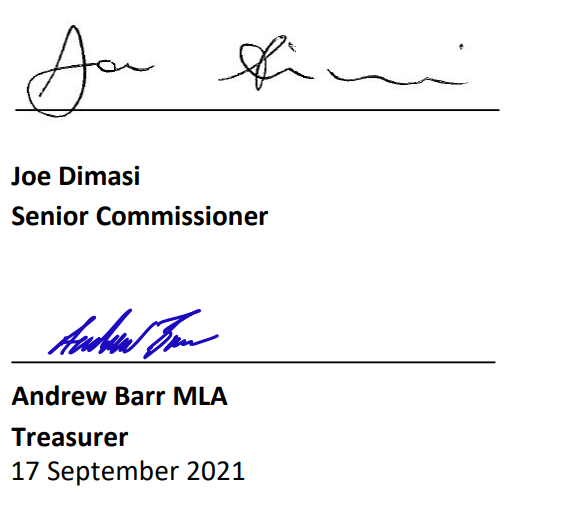 Joe Dimasi
Senior Commissioner
Andrew Barr MLA
Treasurer
17 September 2021